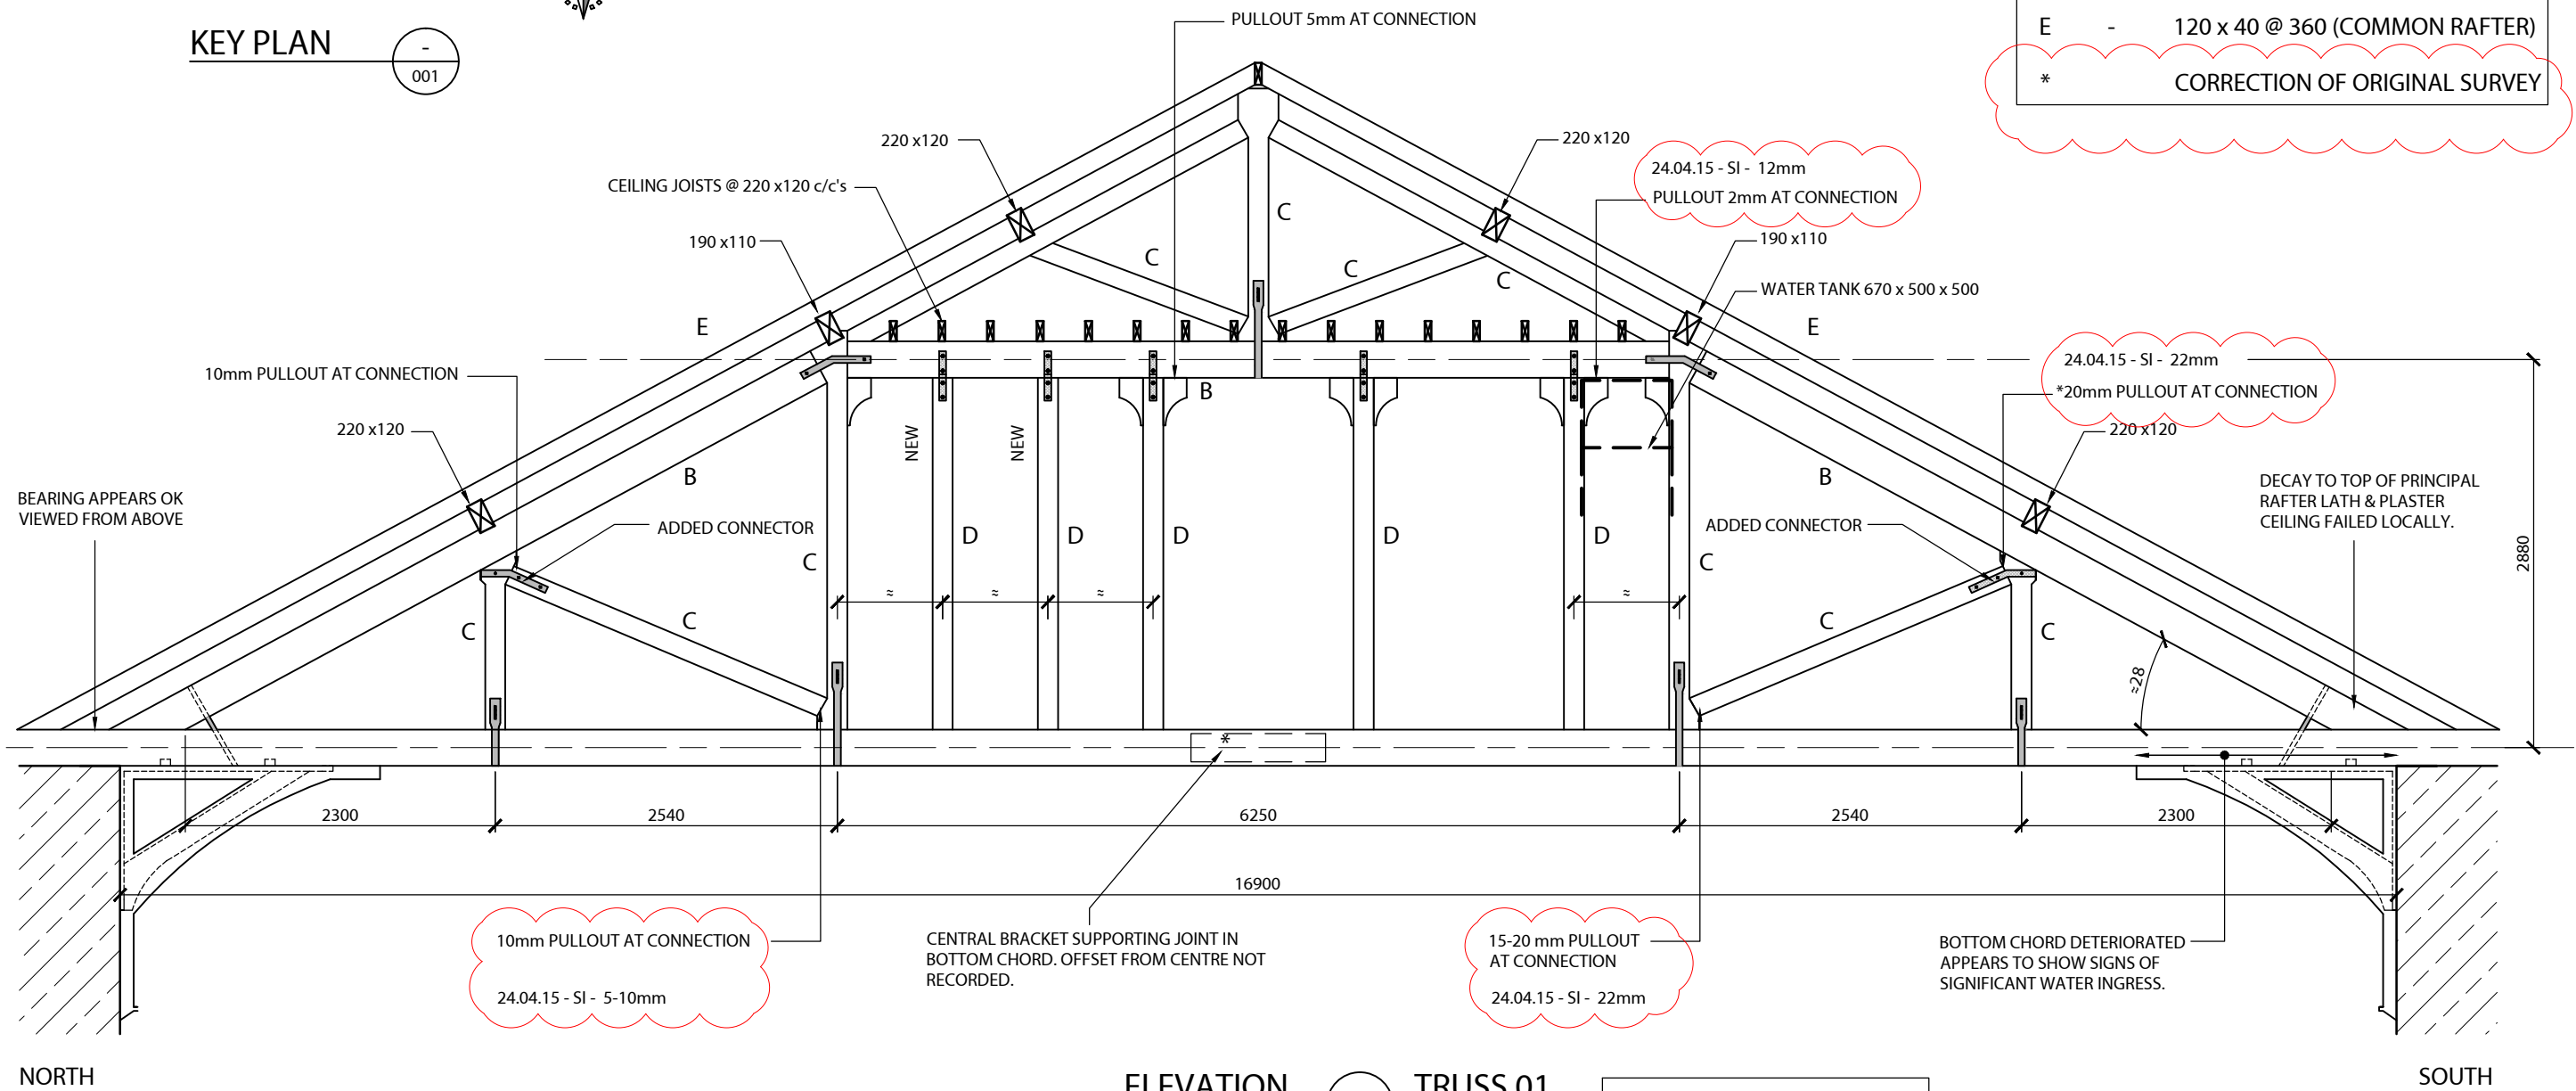 KEY PLAN
-
001
PULLOUT 5mm AT CONNECTION
E - 120 x 40 @ 360 (COMMON RAFTER)
* CORRECTION OF ORIGINAL SURVEY
220 x120
220 x120
24.04.15 - SI - 12mm
PULLOUT 2mm AT CONNECTION
CEILING JOISTS @ 220 x120 c/c's
190 x110
190 x110
C
C
C
C
WATER TANK 670 x 500 x 500
E
E
24.04.15 - SI - 22mm
*20mm PULLOUT AT CONNECTION
10mm PULLOUT AT CONNECTION
220 x120
220 x120
B
NEW
NEW
B
B
BEARING APPEARS OK
VIEWED FROM ABOVE
DECAY TO TOP OF PRINCIPAL
RAFTER LATH & PLASTER
CEILING FAILED LOCALLY.
ADDED CONNECTOR
ADDED CONNECTOR
C
D
D
D
D
D
C
2880
≈
≈
≈
≈
C
C
C
C
≈28
*
2300
2540
6250
2540
2300
16900
10mm PULLOUT AT CONNECTION
24.04.15 - SI - 5-10mm
CENTRAL BRACKET SUPPORTING JOINT IN
BOTTOM CHORD. OFFSET FROM CENTRE NOT
RECORDED.
15-20 mm PULLOUT
AT CONNECTION
24.04.15 - SI - 22mm
BOTTOM CHORD DETERIORATED
APPEARS TO SHOW SIGNS OF
SIGNIFICANT WATER INGRESS.
NORTH
ELEVATION
TRUSS 01
SOUTH